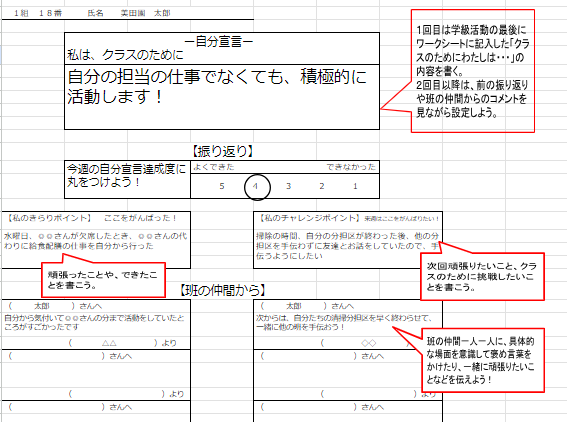 １組　１８番　　　氏名　　美田園　太郎
―自分宣言―
私は、クラスのために
自分の担当の仕事でなくても、積極的に
活動します！
1回目は学級活動の最後に
ワークシートに記入した「クラ
スのためにわたしは・・・」の
内容を書く。
2回目以降は、前の振り返り
や班の仲間からのコメントを
見ながら設定しよう。
【振り返り】
今週の自分宣言達成度に
丸をつけよう！
よくできた　　　できなかった
５　４　３　２　１
【私のきらりポイント】　ここをがんばった！
水曜日、◎◎さんが欠席したとき、◎◎さんの代
わりに給食配膳の仕事を自分から行った
頑張ったことや、できたこ
とを書こう。
【私のチャレンジポイント】来週はここをがんばりたい！
掃除の時間、自分の分担区が終わった後、他の分
担区を手伝わずに友達とお話をしていたので、手
伝うようにしたい
次回頑張りたいこと、クラ
スのために挑戦したいこと
を書こう。
【班の仲間から】
（　　太郎　　）さんへ
自分から気付いて◎◎さんの分まで活動をしていたと
ころがすごかったです
（　　△△　　）より
（　　　　）さんへ
（　　　　）より
（　　　　）さんへ
（　　太郎　　）さんへ
次からは、自分たちの清掃分担区を早く終わらせて、
一緒に他の班を手伝おう！
（　　◇◇　　）
（　　　　）さんへ
（　　　　）より
（　　　　）さんへ
班の仲間一人一人に、具体的
な場面を意識して褒め言葉を
かけたり、一緒に頑張りたいこ
となどを伝えよう！